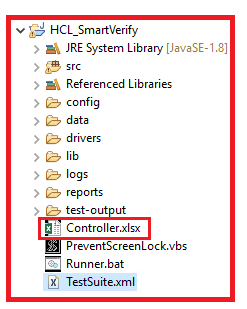 HCL_SmartVerify
JRE System Library [JavaSE-1.8]
src
Referenced Libraries
config
data
drivers
lib
logs
reports
test-output
Controller.xlsx
PreventScreenLock.vbs
Runner.bat
TestSuite.xml